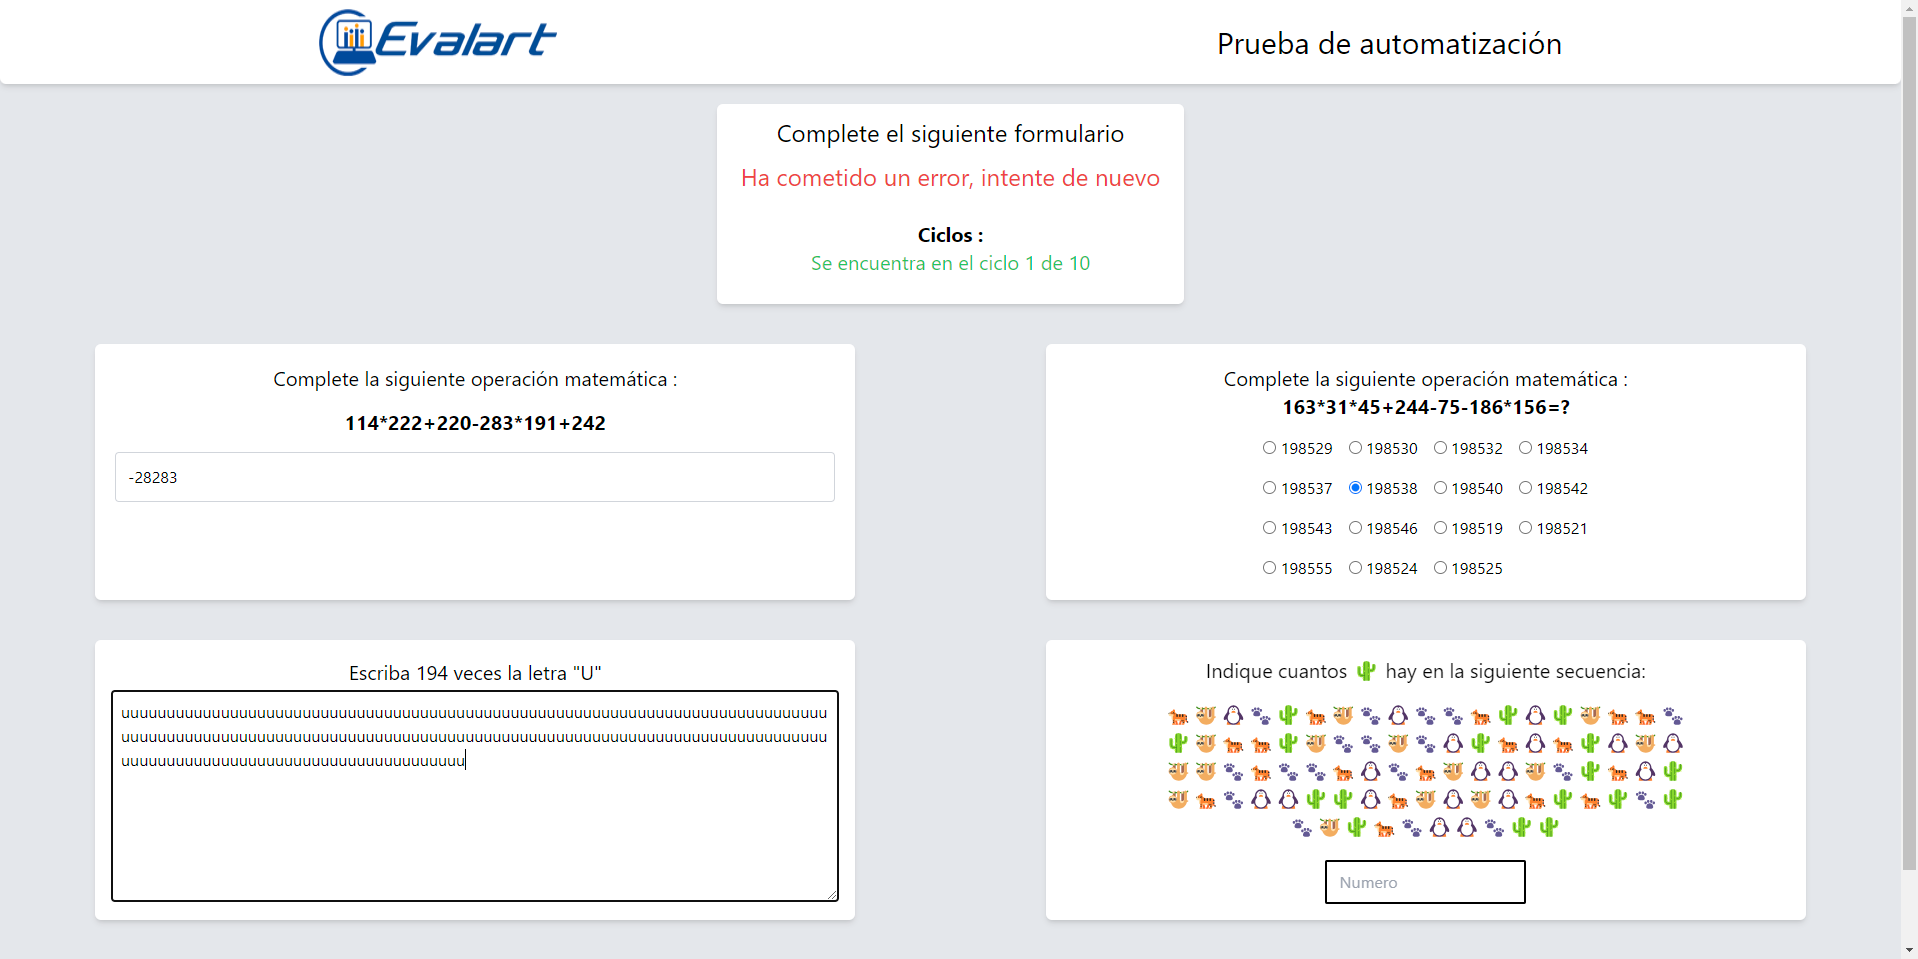 Evalart
Prueba de automatización
Complete el siguiente formulario
Ha cometido un error, intente de nuevo
Ciclos :
Se encuentra en el ciclo 1 de 10
Complete la siguiente operación matemática :
114*222+220-283*191+242
-28283
Complete la siguiente operación matemática :
163*31*45+244-75-186*156=?
198529 198530 198532 198534
198537 198538 198540 198542
198543 198546 198519 198521
198555 198524 198525
Escriba 194 veces la letra "U"
uuuuuuuuuuuuuuuuuuuuuuuuuuuuuuuuuuuuuuuuuuuuuuuuuuuuuuuuuuuuuuuuuuuuuuuuuuuuuu
uuuuuuuuuuuuuuuuuuuuuuuuuuuuuuuuuuuuuuuuuuuuuuuuuuuuuuuuuuuuuuuuuuuuuuuuuuuuuu
uuuuuuuuuuuuuuuuuuuuuuuuuuuuuuuuuuuuuu
Indique cuantos 🌵 hay en la siguiente secuencia:
Numero